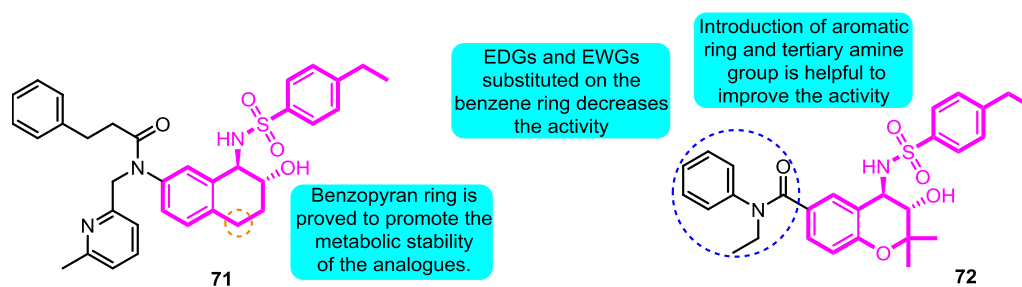 EDGs and EWGs
substituted on the
benzene ring decreases
the activity
Introduction of aromatic
ring and tertiary amine
group is helpful to
improve the activity
Benzopyran ring is
proved to promote the
metabolic stability
of the analogues.
O
N
N
HN
S
O
O
OH
71
O
N
HN
S
O
O
OH
O
72